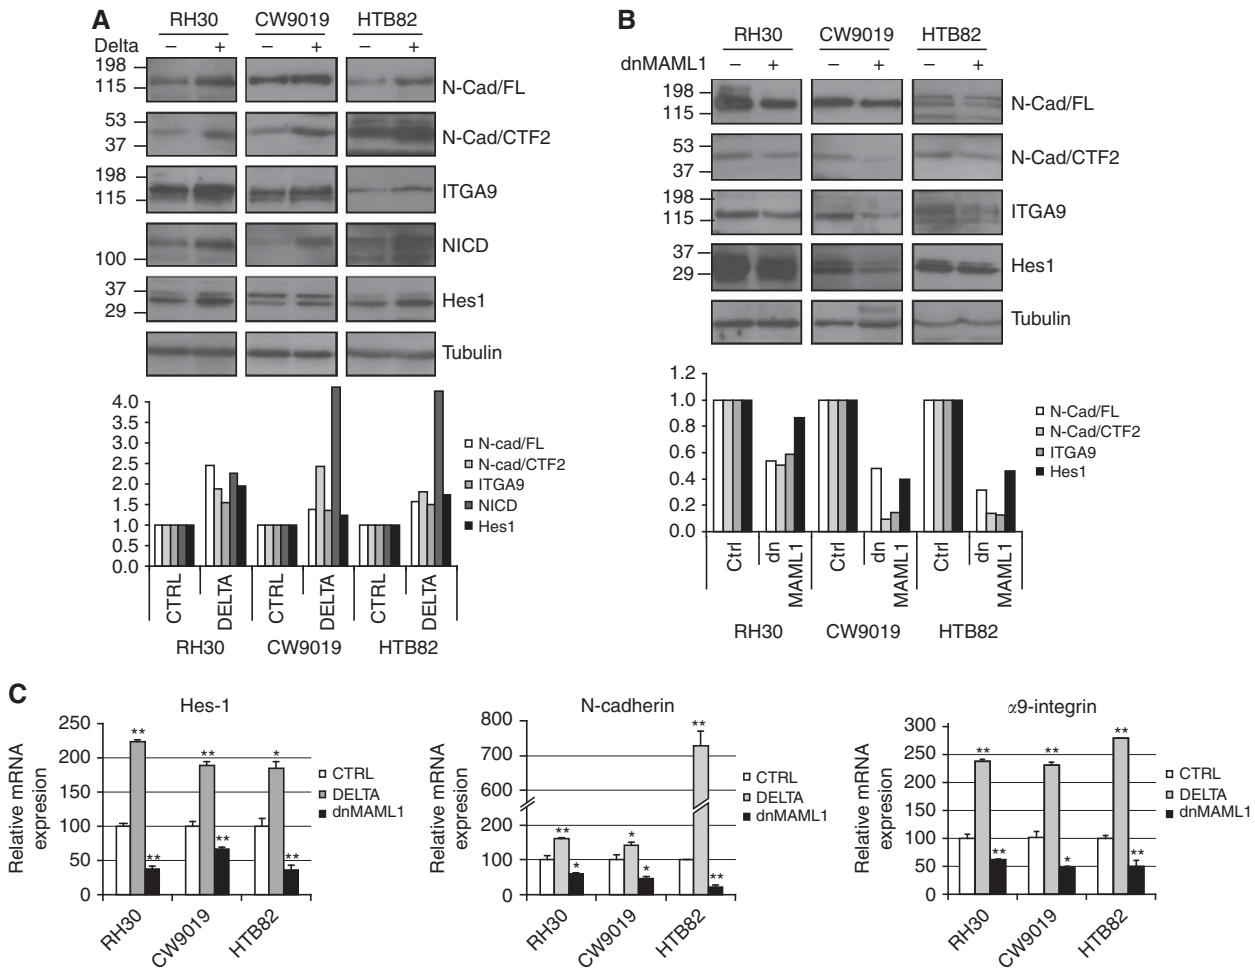 A
RH30 CW9019 HTB82
Delta – + – + – +
198
115
N-Cad/FL
53
37
N-Cad/CTF2
198
115
ITGA9
100
NICD
37
29
Hes1
Tubulin
4.0
3.5
3.0
2.5
2.0
1.5
1.0
0.5
0.0
N-cad/FL
N-cad/CTF2
ITGA9
NICD
Hes1
CTRL DELTA CTRL DELTA CTRL DELTA
RH30 CW9019 HTB82
B
RH30 CW9019 HTB82
dnMAML1 – + – + – +
198
115
N-Cad/FL
53
37
N-Cad/CTF2
198
115
ITGA9
37
29
Hes1
Tubulin
1.2
1.0
0.8
0.6
0.4
0.2
0.0
N-Cad/FL
N-Cad/CTF2
ITGA9
Hes1
Ctrl dn MAML1 Ctrl dn MAML1 Ctrl dn MAML1
RH30 CW9019 HTB82
C
Hes-1
Relative mRNA
expresion
250
200
150
100
50
0
** ** *
** ** **
CTRL
DELTA
dnMAML1
RH30 CW9019 HTB82
N-cadherin
Relative mRNA
expresion
800
700
600
200
100
0
** * **
* * **
CTRL
DELTA
dnMAML1
RH30 CW9019 HTB82
α9-integrin
Relative mRNA
expresion
300
250
200
150
100
50
0
** ** **
** * **
CTRL
DELTA
dnMAML1
RH30 CW9019 HTB82